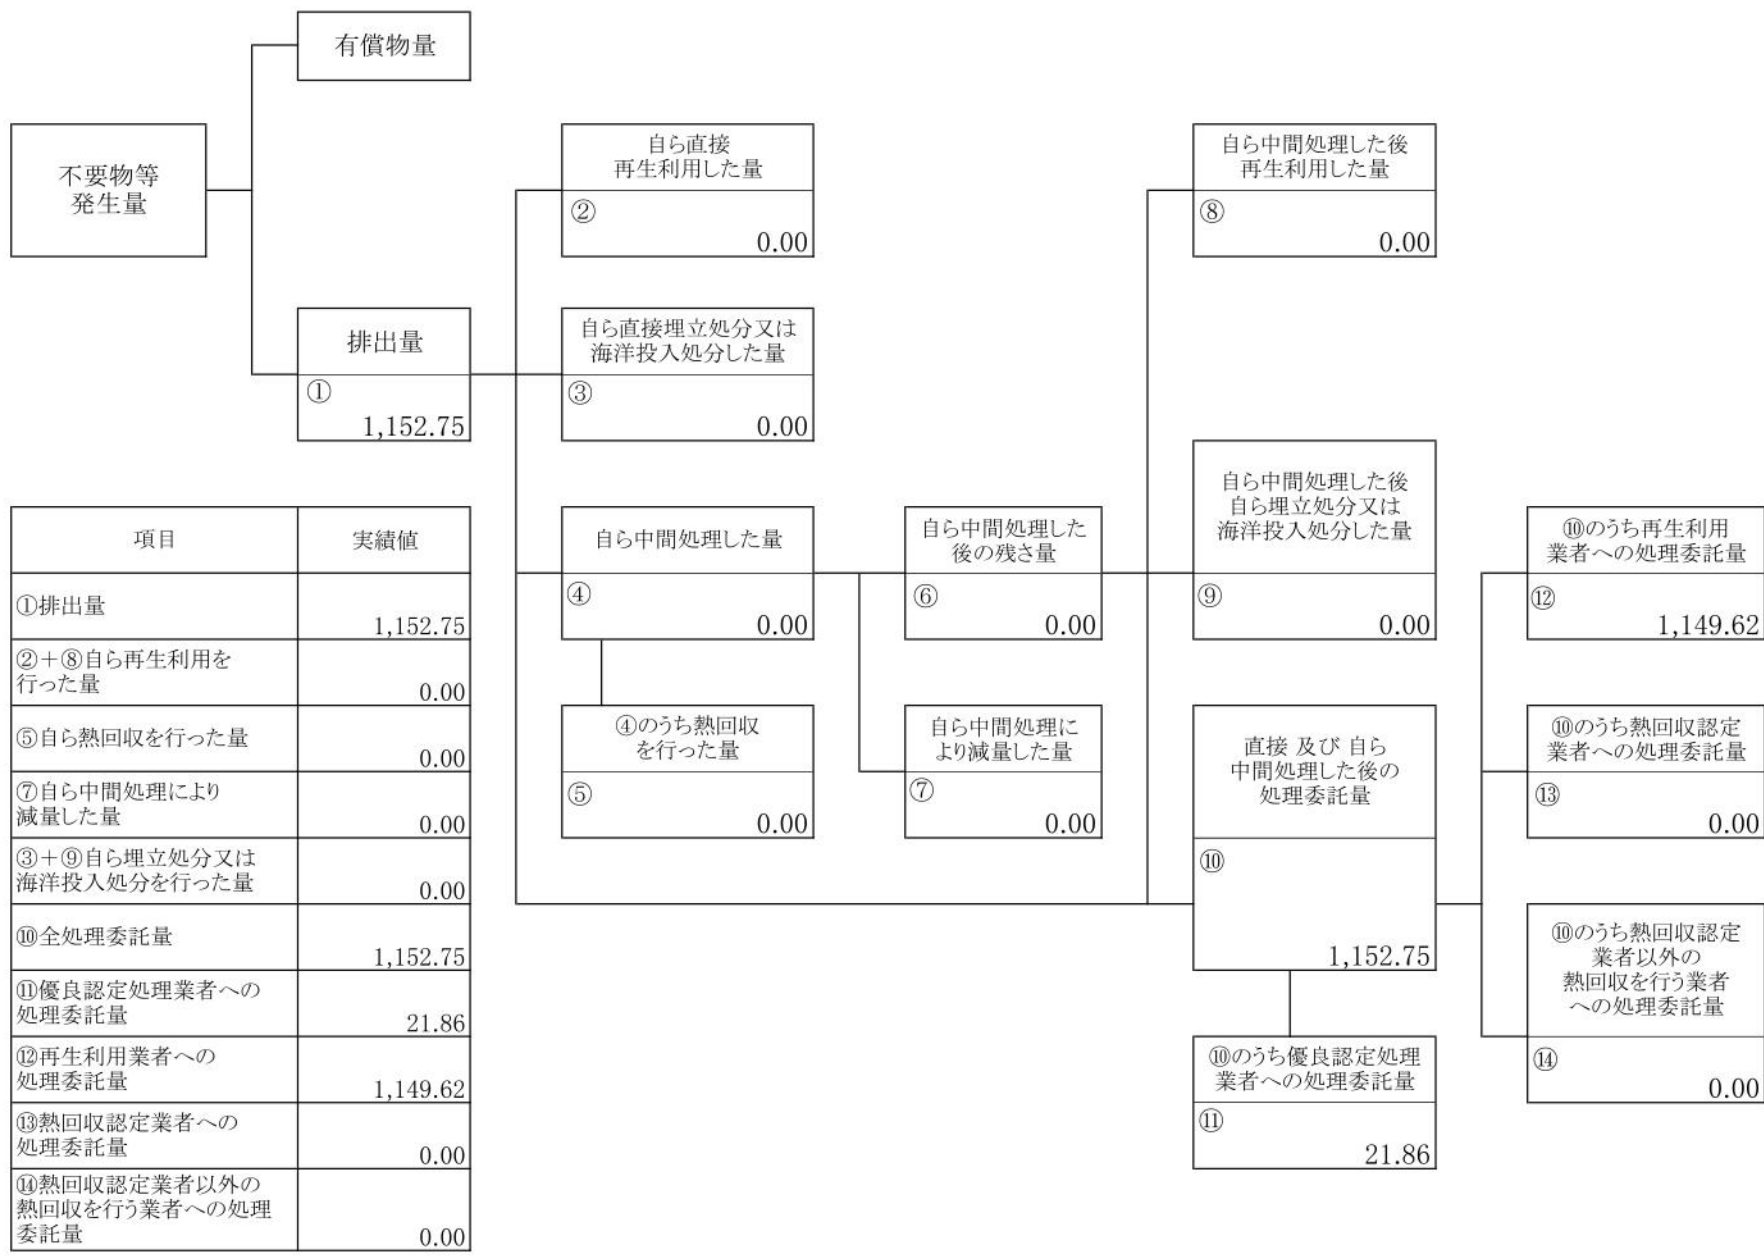 有償物量
不要物等
発生量
自ら直接
再生利用した量
②
0.00
自ら中間処理した後
再生利用した量
⑧
0.00
排出量
①
1,152.75
自ら直接埋立処分又は
海洋投入処分した量
③
0.00
項目
実績値
①排出量
1,152.75
②+⑧自ら再生利用を
行った量
0.00
⑤自ら熱回収を行った量
0.00
⑦自ら中間処理により
減量した量
0.00
③+⑨自ら埋立処分又は
海洋投入処分を行った量
0.00
⑩全処理委託量
1,152.75
⑪優良認定処理業者への
処理委託量
21.86
⑫再生利用業者への
処理委託量
1,149.62
⑬熱回収認定業者への
処理委託量
0.00
⑭熱回収認定業者以外の
熱回収を行う業者への処理
委託量
0.00
自ら中間処理した量
④
0.00
④のうち熱回収
を行った量
⑤
0.00
自ら中間処理した
後の残さ量
⑥
0.00
自ら中間処理に
より減量した量
⑦
0.00
自ら中間処理した後
自ら埋立処分又は
海洋投入処分した量
⑨
0.00
直接 及び 自ら
中間処理した後の
処理委託量
⑩
1,152.75
⑩のうち優良認定処理
業者への処理委託量
⑪
21.86
⑩のうち再生利用
業者への処理委託量
⑫
1,149.62
⑩のうち熱回収認定
業者への処理委託量
⑬
0.00
⑩のうち熱回収認定
業者以外の
熱回収を行う業者
への処理委託量
⑭
0.00